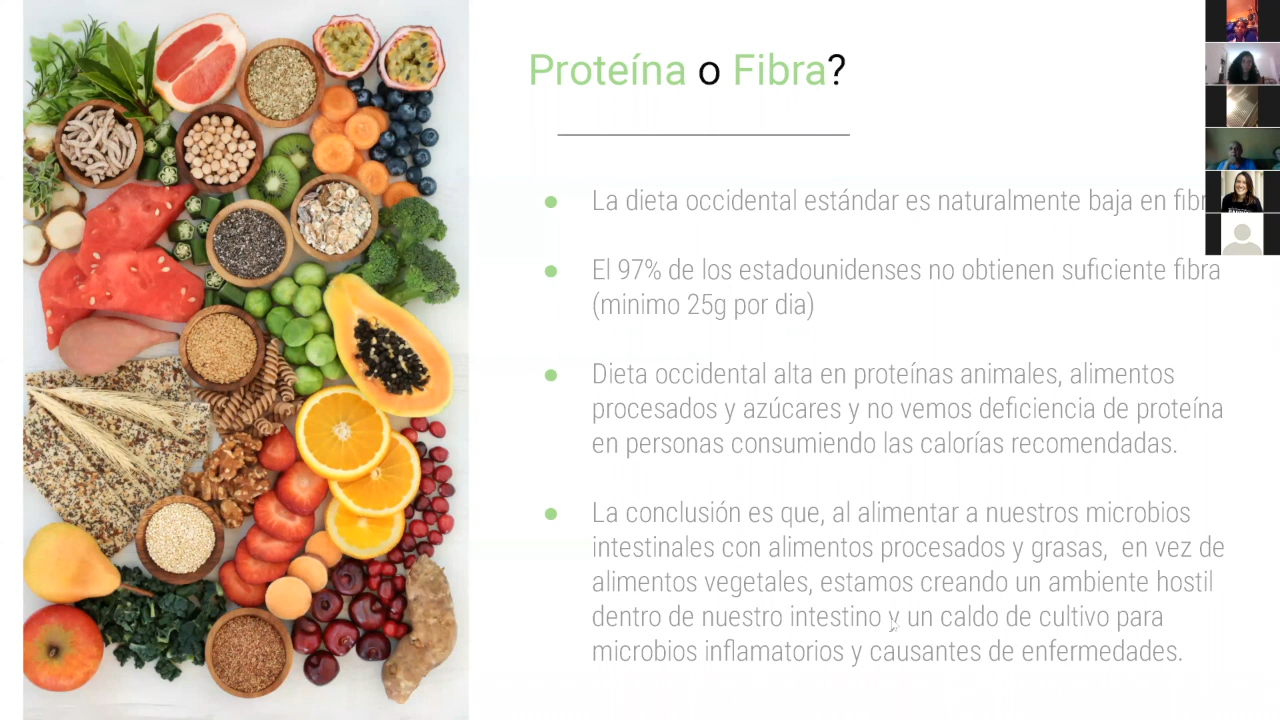 Proteína o Fibra?
La dieta occidental estándar es naturalmente baja en
El 97% de los estadounidenses no obtienen suficiente fibra
(minimo 25g por dia)
Dieta occidental alta en proteínas animales, alimentos
procesados y azúcares y no vemos deficiencia de proteína
en personas consumiendo las calorías recomendadas.
La conclusión es que, al alimentar a nuestros microbios
intestinales con alimentos procesados y grasas, en vez de
alimentos vegetales, estamos creando un ambiente hostil
dentro de nuestro intestino y un caldo de cultivo para
microbios inflamatorios y causantes de enfermedades.